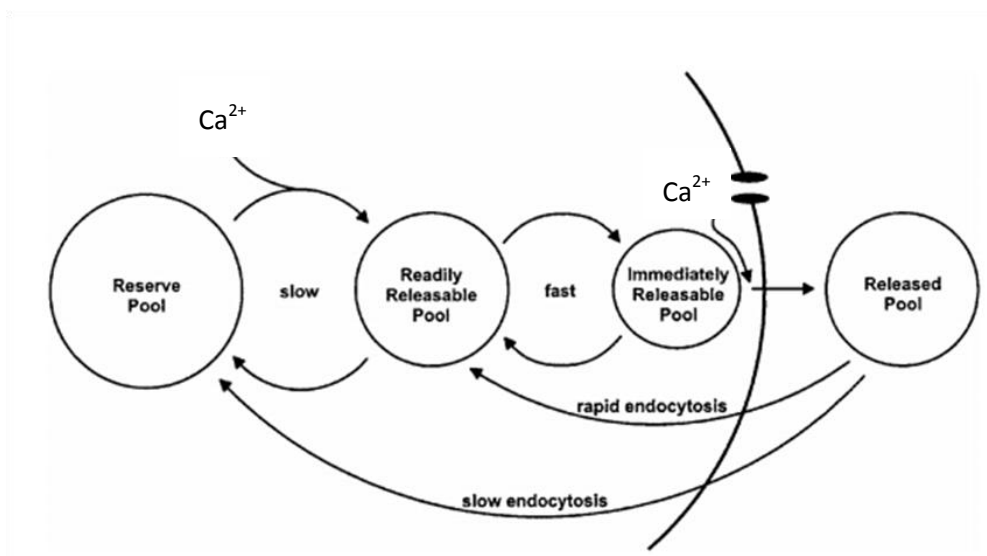 Ca²⁺
Ca²⁺
Reserve
Pool
slow
Readily
Releasable
Pool
fast
Immediately
Releasable
Pool
Released
Pool
rapid endocytosis
slow endocytosis